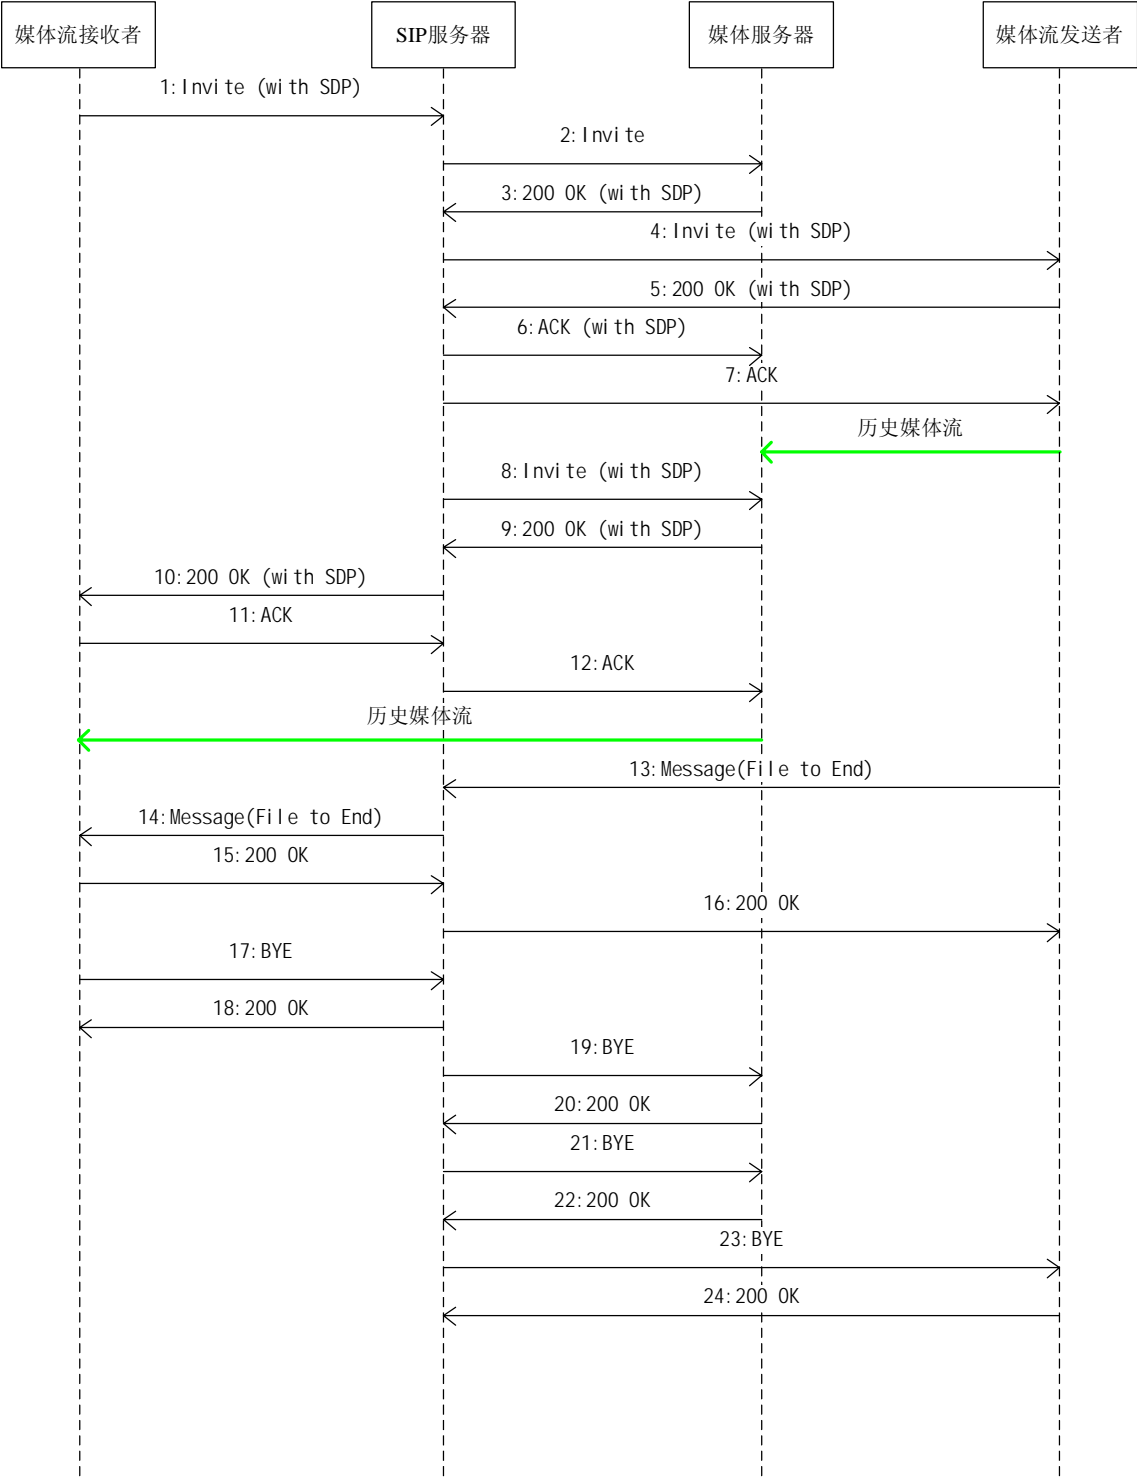 媒体流接收者
SIP服务器
媒体服务器
媒体流发送者
1:Invite (with SDP)
2:Invite
3:200 OK (with SDP)
4:Invite (with SDP)
5:200 OK (with SDP)
6:ACK (with SDP)
7:ACK
历史媒体流
8:Invite (with SDP)
9:200 OK (with SDP)
10:200 OK (with SDP)
11:ACK
12:ACK
历史媒体流
13:Message(File to End)
14:Message(File to End)
15:200 OK
16:200 OK
17:BYE
18:200 OK
19:BYE
20:200 OK
21:BYE
22:200 OK
23:BYE
24:200 OK